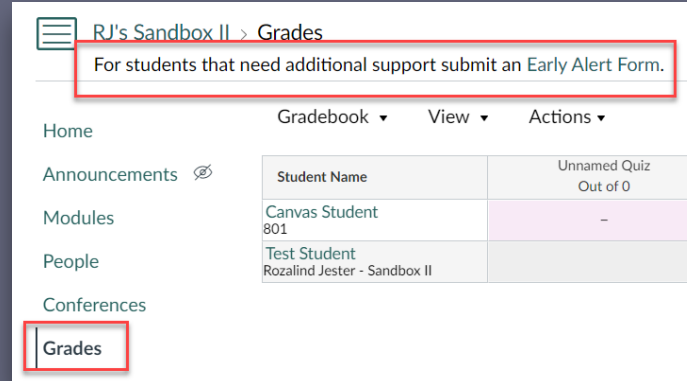 RJ's Sandbox II > Grades
For students that need additional support submit an Early Alert Form.
Home
Announcements
Modules
People
Conferences
Grades
Gradebook ▾ View ▾ Actions ▾
Student Name
Unnamed Quiz
Out of 0
Canvas Student
801
–
Test Student
Rozalind Jester - Sandbox II